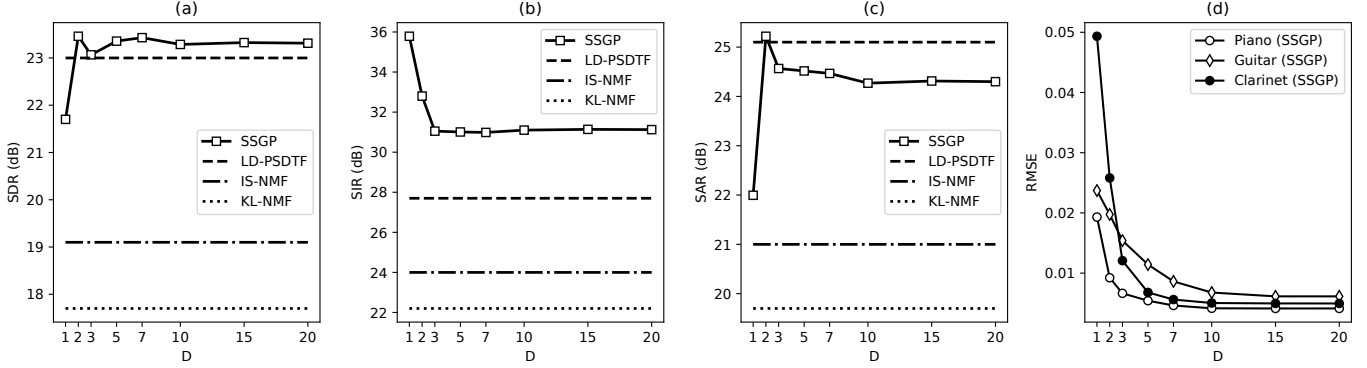 (a)
23
22
21
20
19
18
SDR (dB)
SSGP
LD-PSDTF
IS-NMF
KL-NMF
1 2 3 5 7 10 15 20
D
(b)
36
34
32
30
28
26
24
22
SIR (dB)
SSGP
LD-PSDTF
IS-NMF
KL-NMF
1 2 3 5 7 10 15 20
D
(c)
25
24
23
22
21
20
SAR (dB)
SSGP
LD-PSDTF
IS-NMF
KL-NMF
1 2 3 5 7 10 15 20
D
(d)
0.05
0.04
0.03
0.02
0.01
RMSE
Piano (SSGP)
Guitar (SSGP)
Clarinet (SSGP)
1 2 3 5 7 10 15 20
D